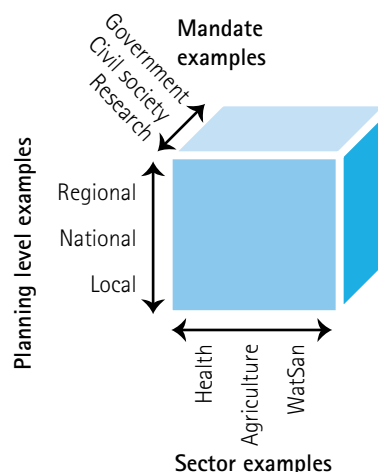 Mandate
examples
Government
Civil society
Research
Planning level examples
Regional
National
Local
Health
Agriculture
WatSan
Sector examples